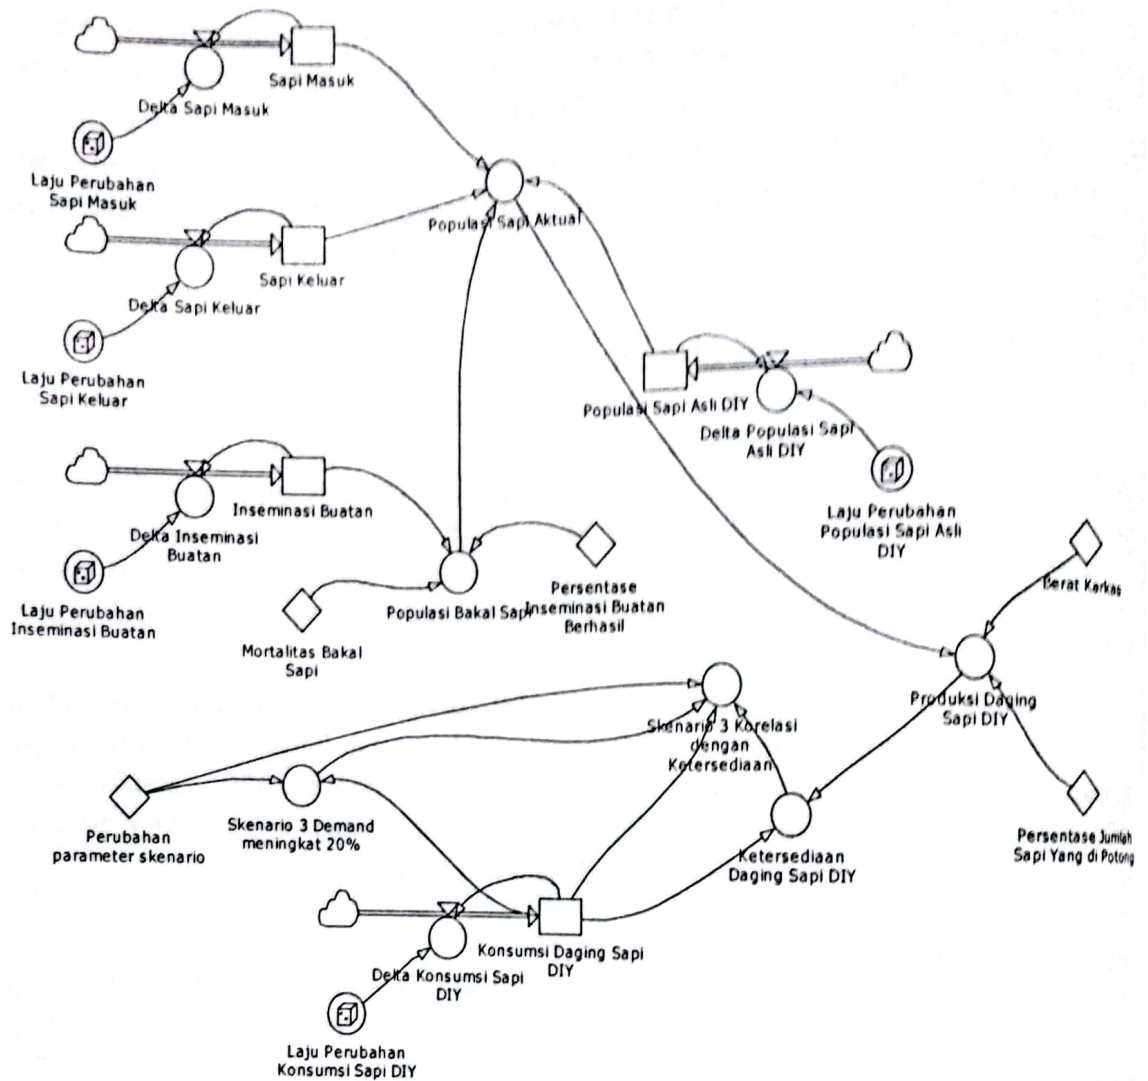 Sapi Masuk
Delta Sapi Masuk
Laju Perubahan
Sapi Masuk
Populasi Sapi Aktual
Sapi Keluar
Delta Sapi Keluar
Laju Perubahan
Sapi Keluar
Populasi Sapi Asli DIY
Delta Populasi Sapi
Asli DIY
Laju Perubahan
Populasi Sapi Asli
DIY
Inseminasi Buatan
Delta Inseminasi
Buatan
Laju Perubahan
Inseminasi Buatan
Populasi Bakal Sapi
Persentase
Inseminasi Buatan
Berhasil
Mortalitas Bakal
Sapi
Berat Karkas
Produksi Daging
Sapi DIY
Skenario 3 Korelasi
dengan
Ketersediaan
Perubahan
parameter skenario
Skenario 3 Demand
meningkat 20%
Ketersediaan
Daging Sapi DIY
Persentase Jumlah
Sapi Yang di Potong
Konsumsi Daging Sapi
DIY
Delta Konsumsi Sapi
DIY
Laju Perubahan
Konsumsi Sapi DIY